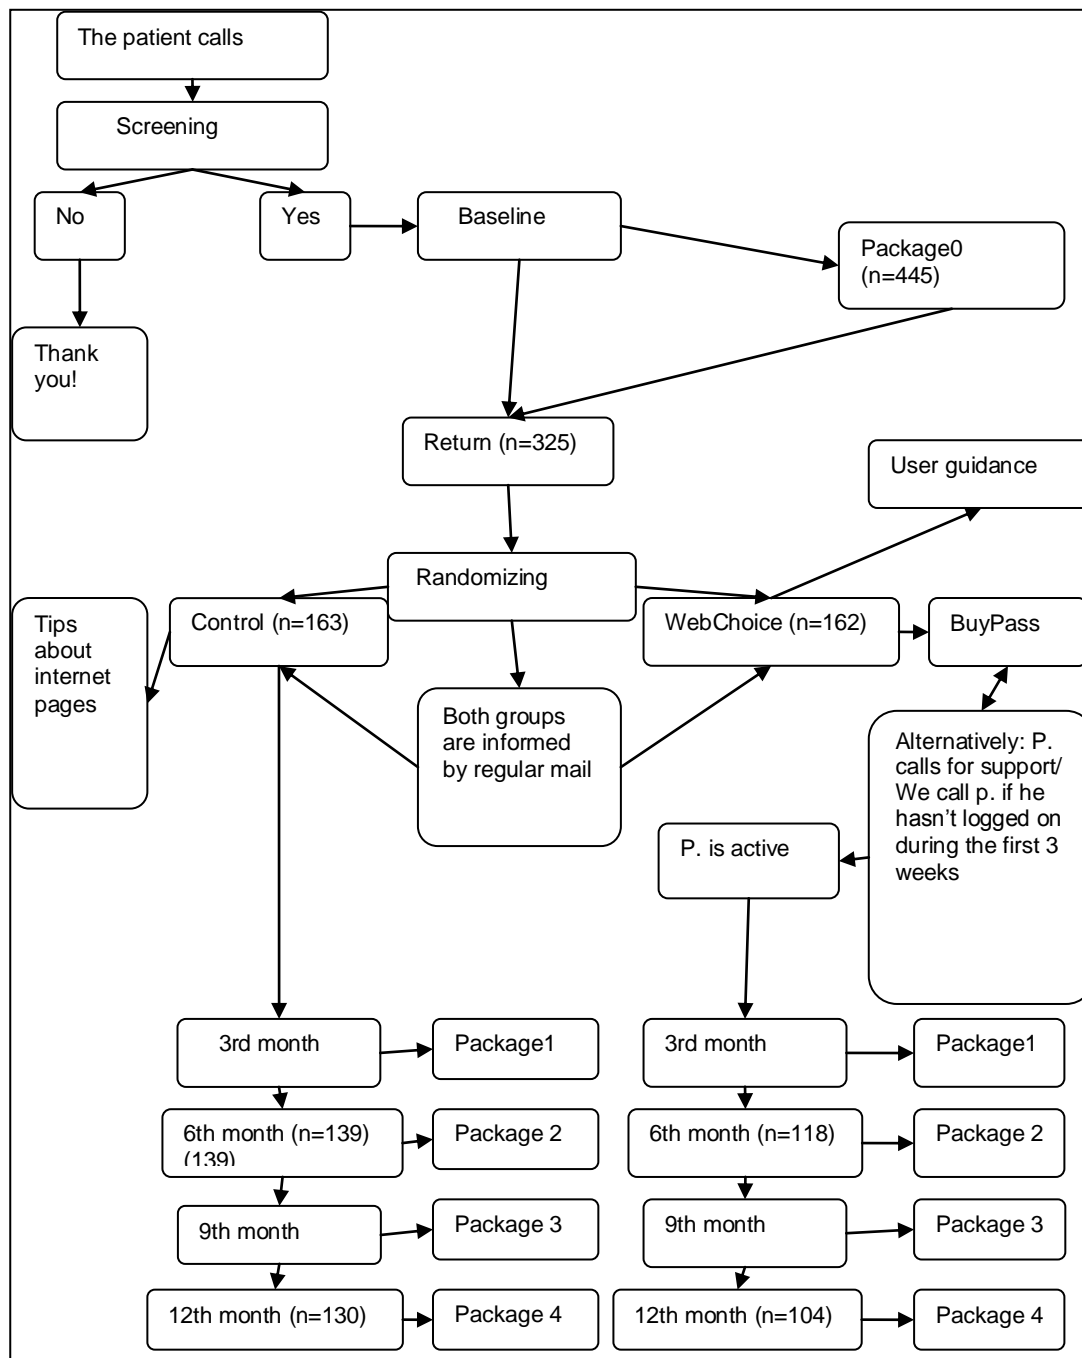 The patient calls
Screening
No
Yes
Baseline
Package0
(n=445)
Thank
you!
Return (n=325)
User guidance
Randomizing
Tips
about
internet
pages
Control (n=163)
WebChoice (n=162)
BuyPass
Both groups
are informed
by regular mail
Alternatively: P.
calls for support/
We call p. if he
hasn’t logged on
during the first 3
weeks
P. is active
3rd month
Package1
3rd month
Package1
6th month (n=139)
(139)
Package 2
6th month (n=118)
Package 2
9th month
Package 3
9th month
Package 3
12th month (n=130)
Package 4
12th month (n=104)
Package 4